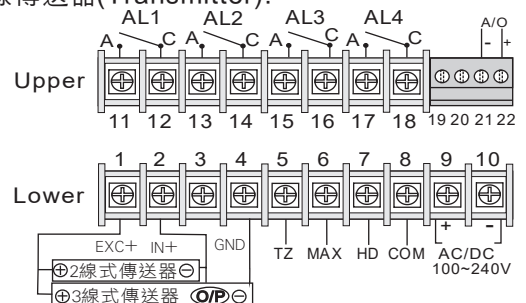 線傳送器(Transmitter):
AL1 AL2 AL3 AL4 A/O
A C A C A C A C - +
Upper
11 12 13 14 15 16 17 18 19 20 21 22
1 2 3 4 5 6 7 8 9 10
Lower
+ -
EXC+ IN+ GND TZ MAX HD COM AC/DC
100~240V
⊕2線式傳送器⊖
⊕3線式傳送器 O/P⊖